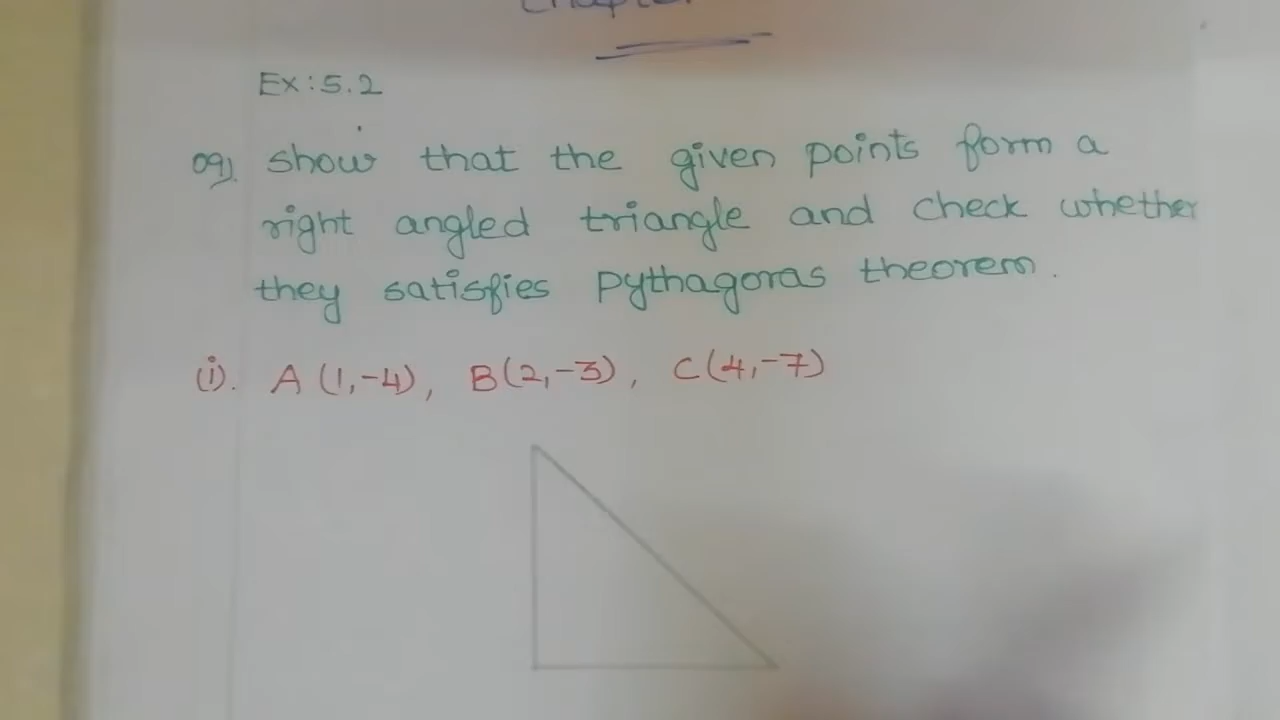 Ex: 5.2
09). Show that the given points form a
right angled triangle and check whether
they satisfies pythagoras theorem.
(i). A (1,-4), B(2,-3), C(4,-7)